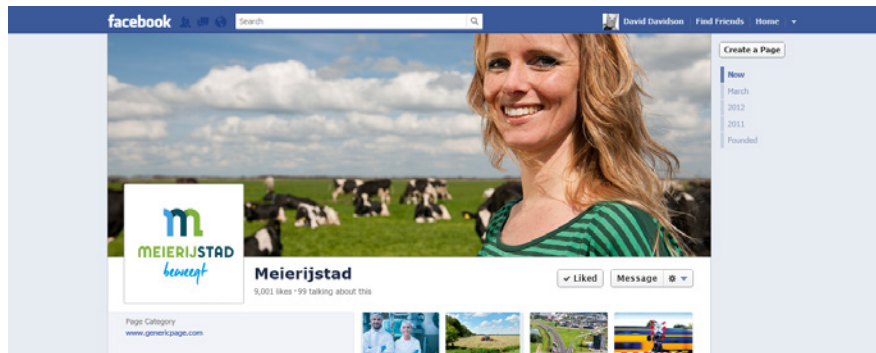 facebook
Search
David Davidson
Find Friends
Home
Create a Page
Now
March
2012
2011
Founded
MEIERIJSTAD
beweegt
Meierijstad
9,001 likes · 99 talking about this
✓ Liked
Message
Page Category
www.genericpage.com